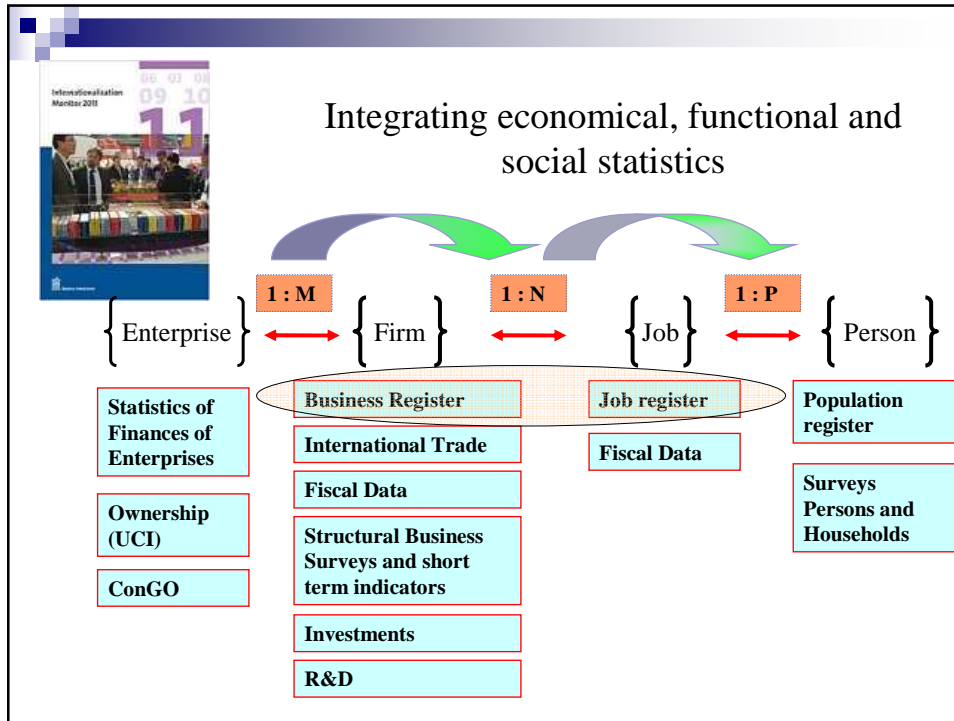 06 07 08
09 10
11
Internationalisation
Monitor 2011
Integrating economical, functional and
social statistics
1 : M
1 : N
1 : P
{ Enterprise }
{ Firm }
{ Job }
{ Person }
Statistics of
Finances of
Enterprises
Ownership
(UCI)
ConGO
Business Register
International Trade
Fiscal Data
Structural Business
Surveys and short
term indicators
Investments
R&D
Job register
Fiscal Data
Population
register
Surveys
Persons and
Households